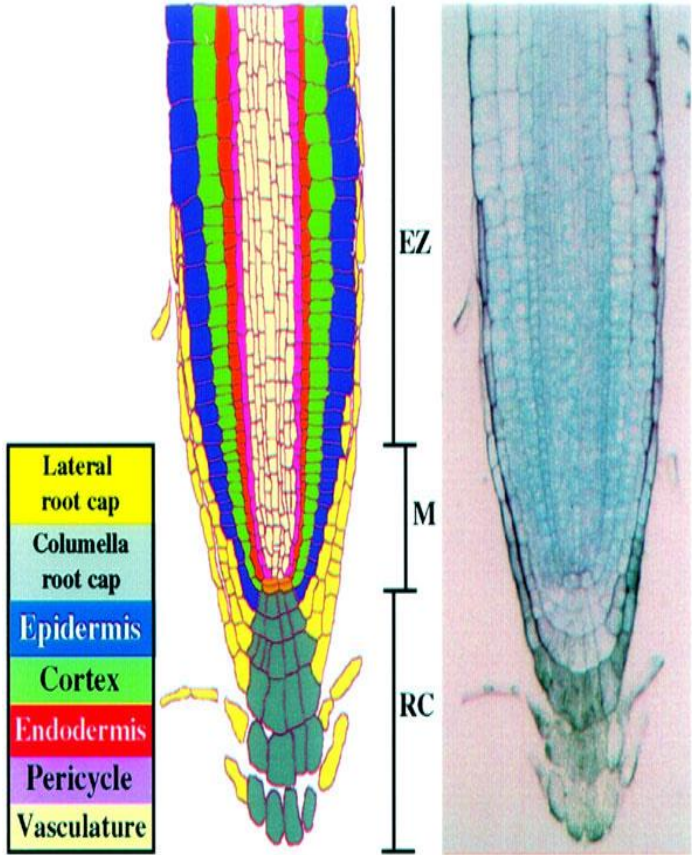 EZ
M
RC
Lateral
root cap
Columella
root cap
Epidermis
Cortex
Endodermis
Pericycle
Vasculature